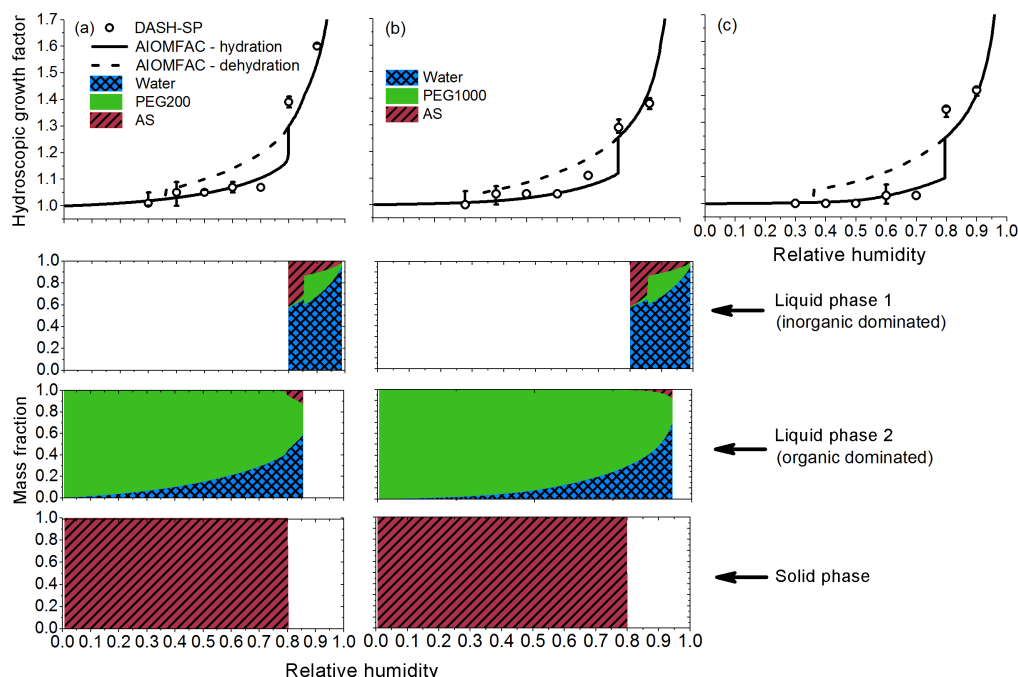 (a)
DASH-SP
AIOMFAC - hydration
AIOMFAC - dehydration
Water
PEG200
AS
Hydroscopic growth factor
1.7
1.6
1.5
1.4
1.3
1.2
1.1
1.0
(b)
Water
PEG1000
AS
(c)
0.0 0.1 0.2 0.3 0.4 0.5 0.6 0.7 0.8 0.9 1.0
Relative humidity
1.0
0.8
0.6
0.4
0.2
0.0
Liquid phase 1
(inorganic dominated)
Mass fraction
1.0
0.8
0.6
0.4
0.2
0.0
Liquid phase 2
(organic dominated)
1.0
0.8
0.6
0.4
0.2
0.0
Solid phase
0.0 0.1 0.2 0.3 0.4 0.5 0.6 0.7 0.8 0.9 1.0
0.0 0.1 0.2 0.3 0.4 0.5 0.6 0.7 0.8 0.9 1.0
Relative humidity